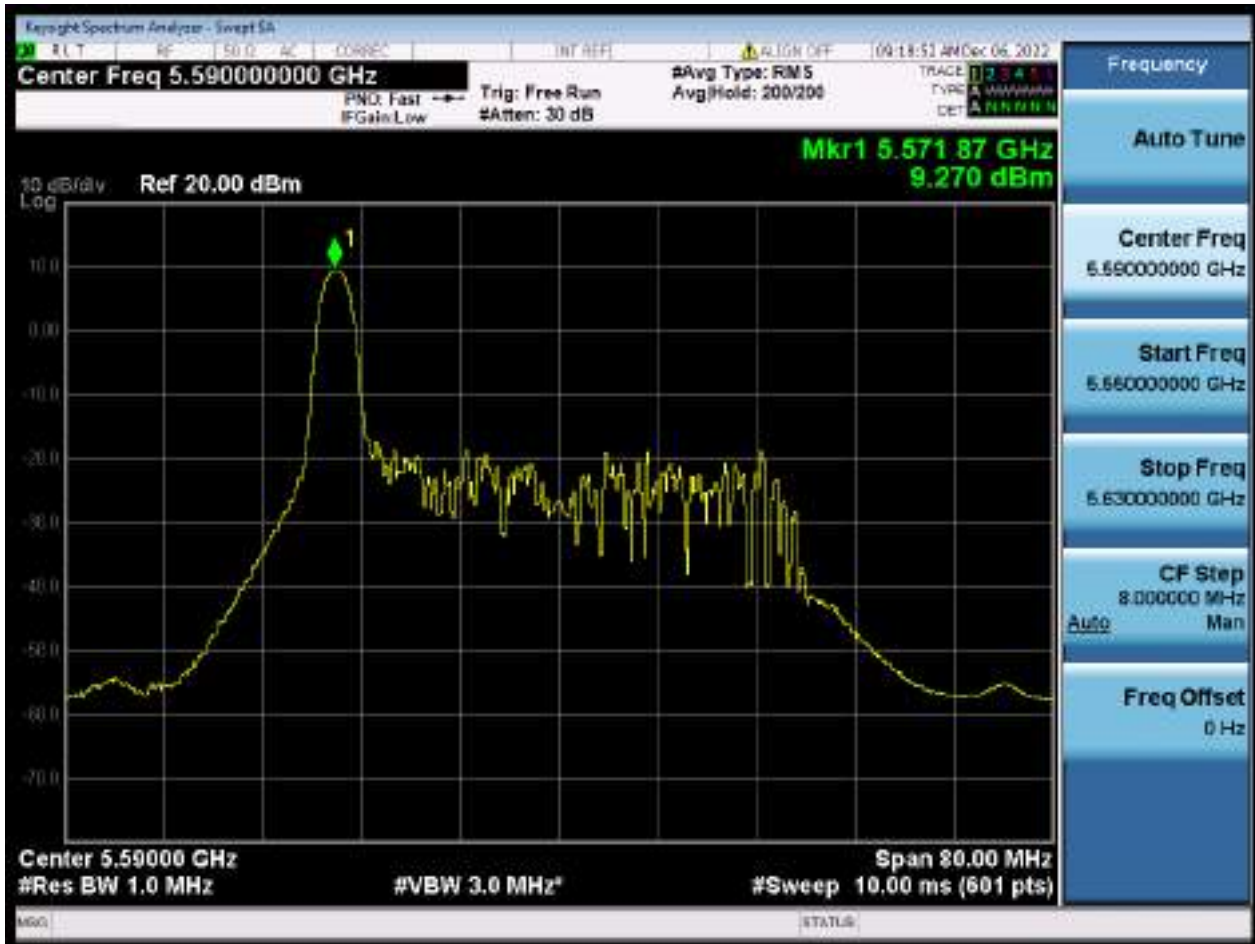 Keysight Spectrum Analyzer - Swept SA
RL T RF 50 Ω AC CORREC INT REF ALIGN OFF 09:18:52 AM Dec 06, 2022
Center Freq 5.590000000 GHz
PNO: Fast
IFGain:Low
Trig: Free Run
#Atten: 30 dB
#Avg Type: RMS
Avg|Hold: 200/200
TRACE 1 2 3 4
TYPE A
DET A N N N N N
Mkr1 5.571 87 GHz
9.270 dBm
10 dB/div Ref 20.00 dBm
Log
1
10.0
0.00
-10.0
-20.0
-30.0
-40.0
-50.0
-60.0
-70.0
Center 5.59000 GHz
Span 80.00 MHz
#Res BW 1.0 MHz
#VBW 3.0 MHz*
#Sweep 10.00 ms (601 pts)
MSG
STATUS
Frequency
Auto Tune
Center Freq
5.590000000 GHz
Start Freq
5.550000000 GHz
Stop Freq
5.630000000 GHz
CF Step
8.000000 MHz
Auto Man
Freq Offset
0 Hz